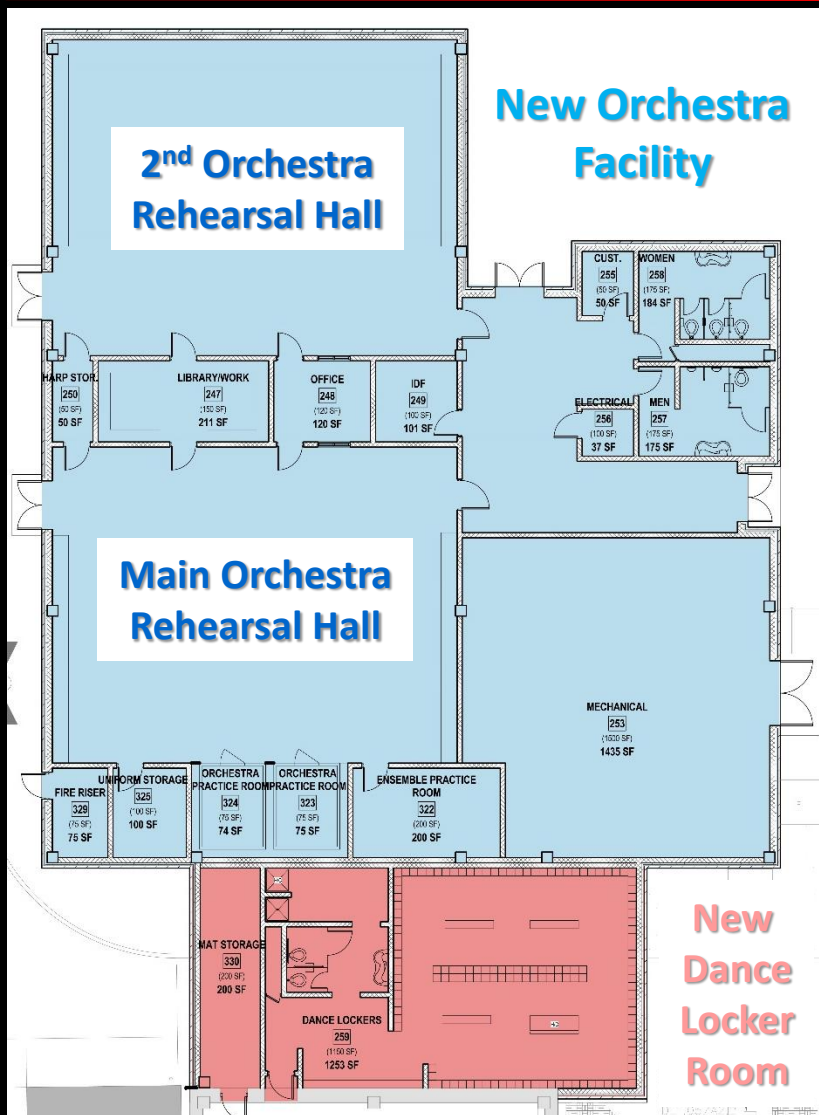 New Orchestra
Facility
2nd Orchestra
Rehearsal Hall
CUST.
255
(50 SF)
50 SF
WOMEN
258
(175 SF)
184 SF
HARP STOR.
250
(50 SF)
50 SF
LIBRARY/WORK
247
(150 SF)
211 SF
OFFICE
248
(120 SF)
120 SF
IDF
249
(100 SF)
101 SF
ELECTRICAL
256
(100 SF)
37 SF
MEN
257
(175 SF)
175 SF
Main Orchestra
Rehearsal Hall
MECHANICAL
253
(1500 SF)
1435 SF
FIRE RISER
329
(75 SF)
75 SF
UNIFORM STORAGE
325
(100 SF)
100 SF
ORCHESTRA
PRACTICE ROOM
324
(75 SF)
74 SF
ORCHESTRA
PRACTICE ROOM
323
(75 SF)
75 SF
ENSEMBLE PRACTICE
ROOM
322
(200 SF)
200 SF
MAT STORAGE
330
(200 SF)
200 SF
DANCE LOCKERS
259
(1150 SF)
1253 SF
New
Dance
Locker
Room